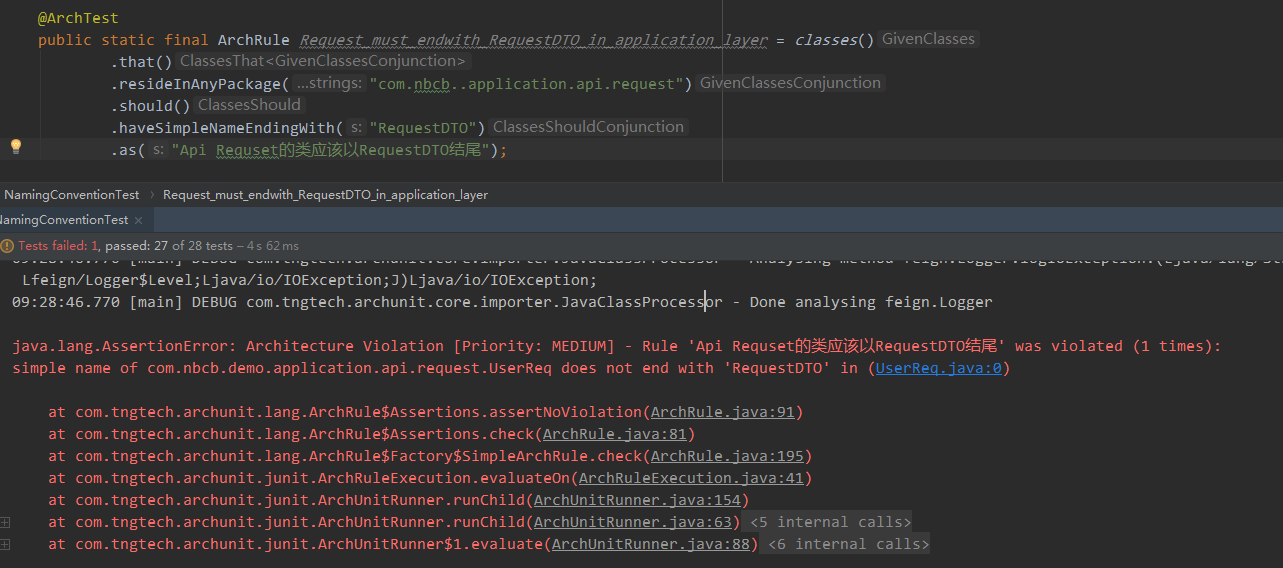 @ArchTest
public static final ArchRule Request_must_endwith_RequestDTO_in_application_layer = classes() GivenClasses
.that() ClassesThat<GivenClassesConjunction>
.resideInAnyPackage( ...strings: "com.nbcb..application.api.request") GivenClassesConjunction
.should() ClassesShould
.haveSimpleNameEndingWith( s: "RequestDTO") ClassesShouldConjunction
.as( s: "Api Requset的类应该以RequestDTO结尾");
NamingConventionTest › Request_must_endwith_RequestDTO_in_application_layer
NamingConventionTest ×
Tests failed: 1, passed: 27 of 28 tests – 4 s 62 ms
Lfeign/Logger$Level;Ljava/io/IOException;J)Ljava/io/IOException;
09:28:46.770 [main] DEBUG com.tngtech.archunit.core.importer.JavaClassProcessor - Done analysing feign.Logger
java.lang.AssertionError: Architecture Violation [Priority: MEDIUM] - Rule 'Api Requset的类应该以RequestDTO结尾' was violated (1 times):
simple name of com.nbcb.demo.application.api.request.UserReq does not end with 'RequestDTO' in (UserReq.java:0)
at com.tngtech.archunit.lang.ArchRule$Assertions.assertNoViolation(ArchRule.java:91)
at com.tngtech.archunit.lang.ArchRule$Assertions.check(ArchRule.java:81)
at com.tngtech.archunit.lang.ArchRule$Factory$SimpleArchRule.check(ArchRule.java:195)
at com.tngtech.archunit.junit.ArchRuleExecution.evaluateOn(ArchRuleExecution.java:41)
at com.tngtech.archunit.junit.ArchUnitRunner.runChild(ArchUnitRunner.java:154)
at com.tngtech.archunit.junit.ArchUnitRunner.runChild(ArchUnitRunner.java:63) <5 internal calls>
at com.tngtech.archunit.junit.ArchUnitRunner$1.evaluate(ArchUnitRunner.java:88) <6 internal calls>